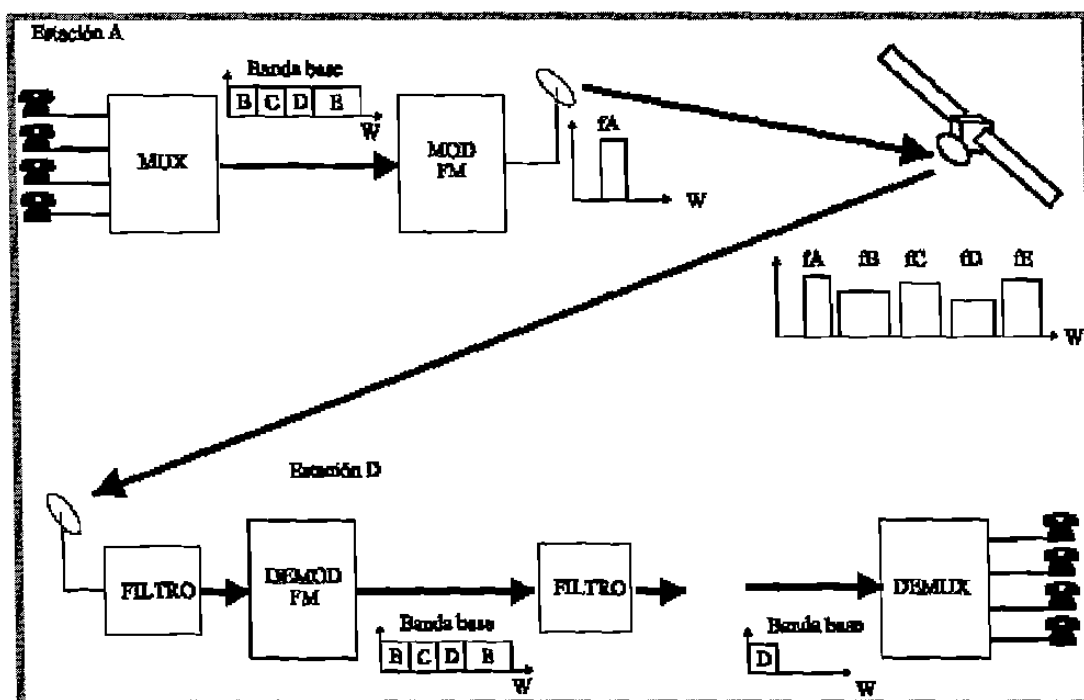 Estación A
Banda base
B C D E
W
MUX
MOD
FM
fA
W
fA fB fC fD fE
W
Estación D
FILTRO
DEMOD
FM
FILTRO
DEMUX
Banda base
B C D E
W
Banda base
D
W